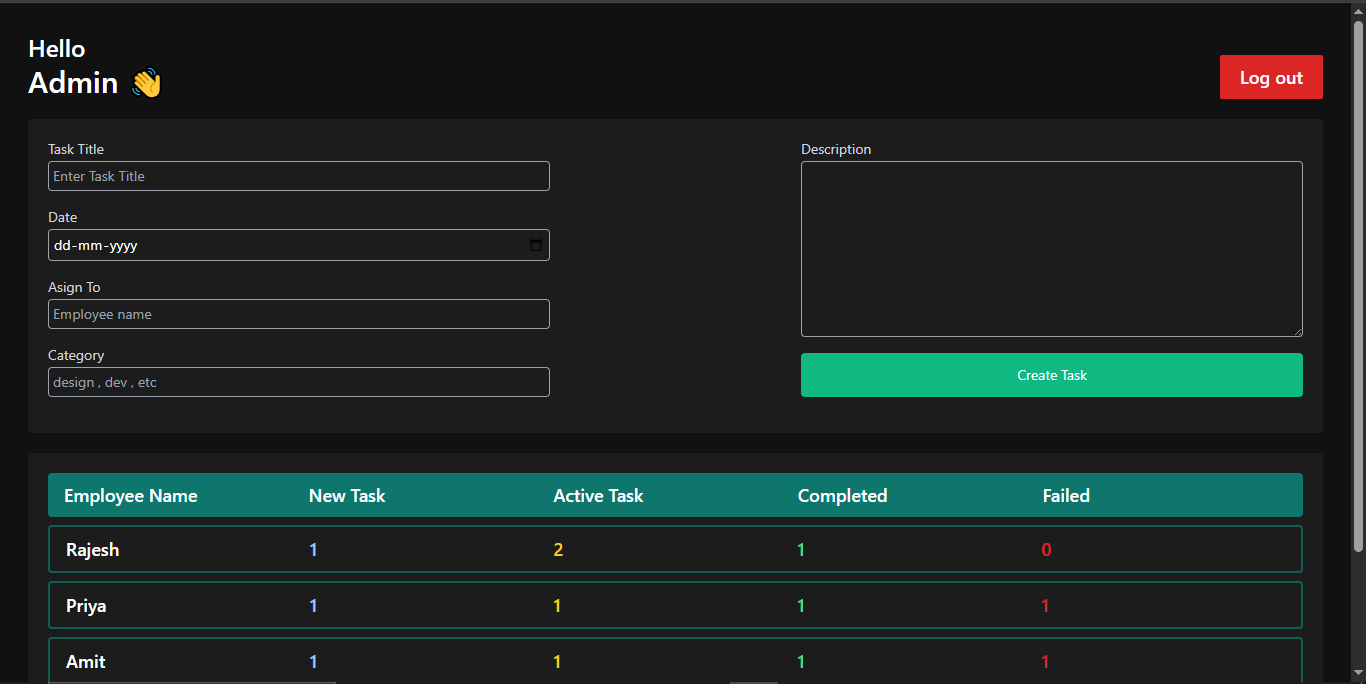 Hello
Admin 👋
Log out
Task Title
Enter Task Title
Date
dd-mm-yyyy
Asign To
Employee name
Category
design , dev , etc
Description
Create Task
Employee Name New Task Active Task Completed Failed
Rajesh 1 2 1 0
Priya 1 1 1 1
Amit 1 1 1 1